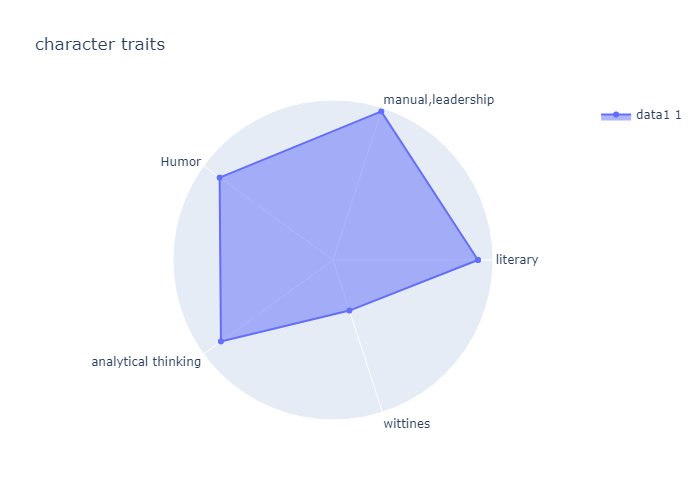 character traits
manual,leadership
data1 1
Humor
literary
analytical thinking
wittines